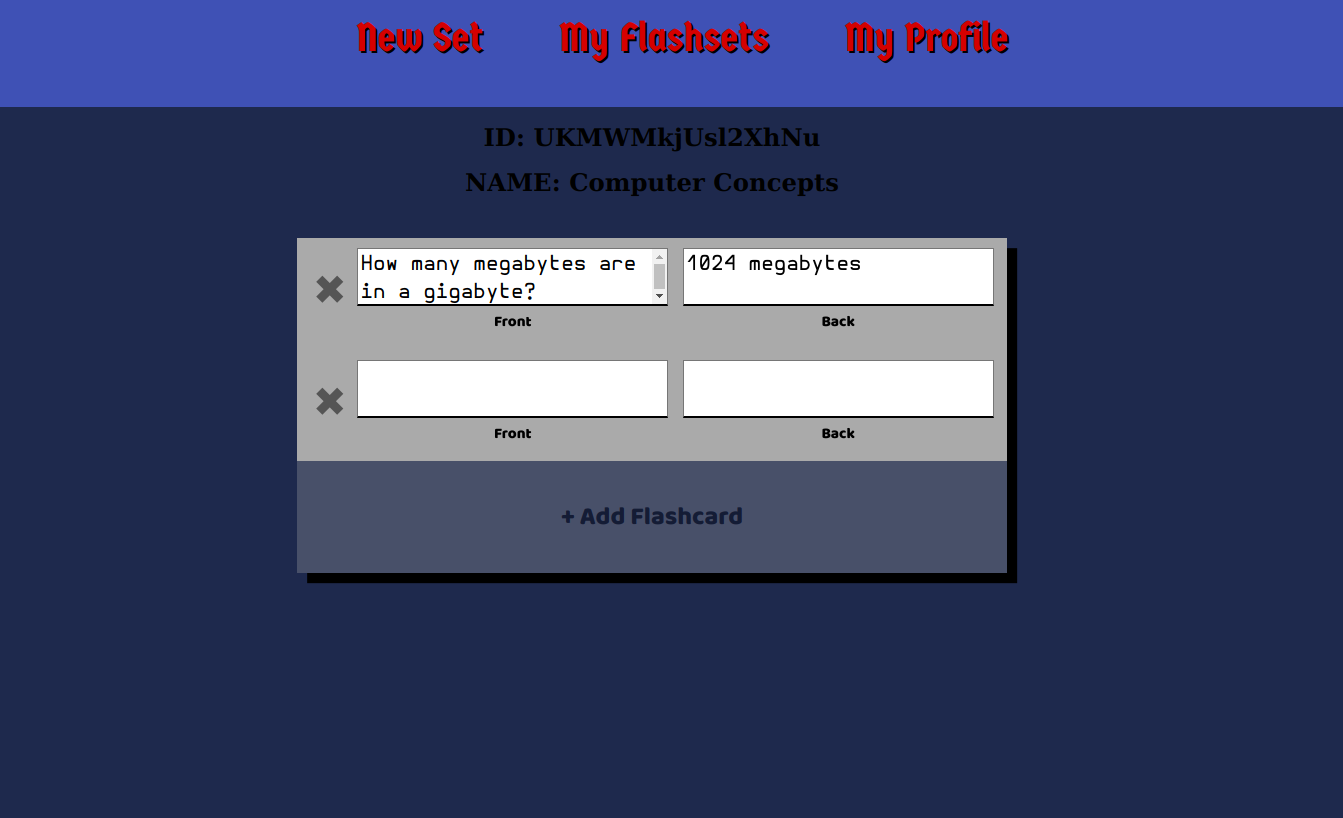 New Set My Flashsets My Profile
ID: UKMWMkjUsl2XhNu
NAME: Computer Concepts
How many megabytes are
in a gigabyte?
1024 megabytes
Front Back
Front Back
+ Add Flashcard